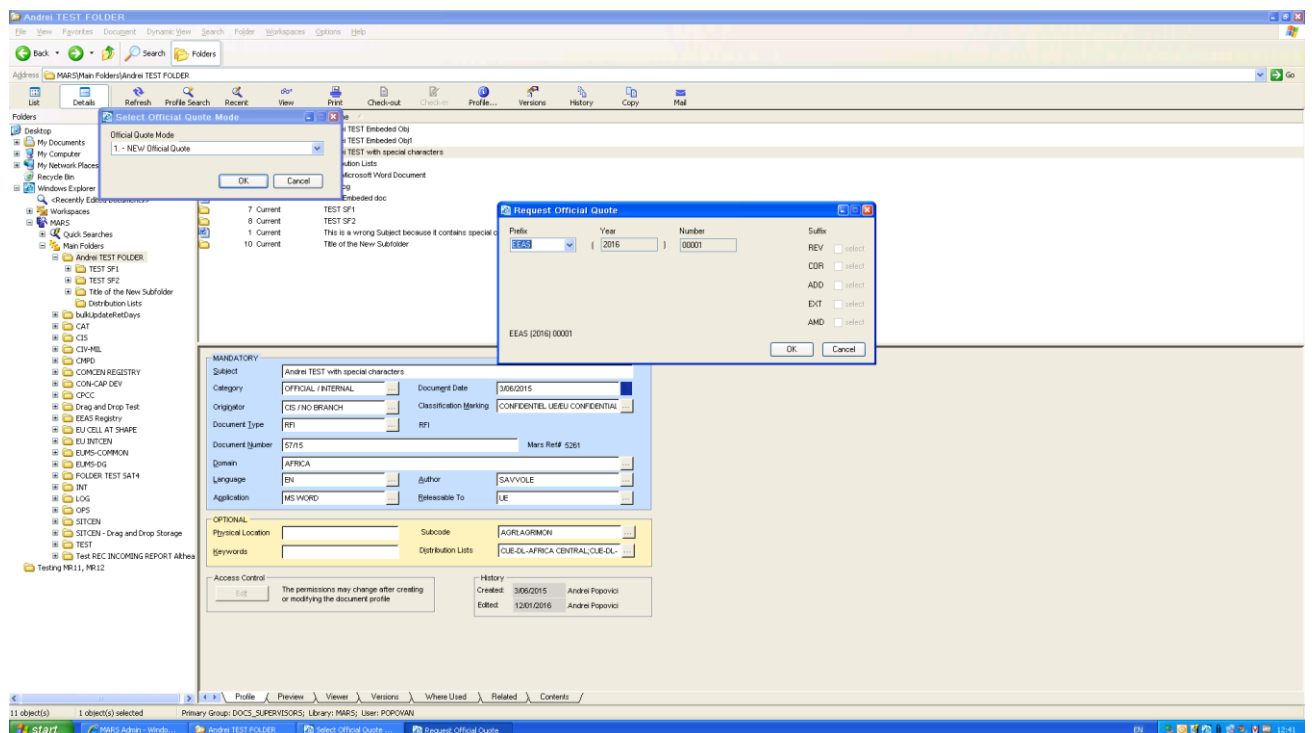 Andrei TEST FOLDER
File View Favorites Document Dynamic View Search Folder Workspaces Options Help
Back Search Folders
Address MARS\Main Folders\Andrei TEST FOLDER Go
List Details Refresh Profile Search Recent View Print Check-out Check-in Profile... Versions History Copy Mail
Folders
Desktop
My Documents
My Computer
My Network Places
Recycle Bin
Windows Explorer
<Recently Edited Documents>
Workspaces
MARS
Quick Searches
Main Folders
Andrei TEST FOLDER
TEST SF1
TEST SF2
Title of the New Subfolder
Distribution Lists
bulkUpdateRetDays
CAT
CIS
CIV-MIL
CMPD
COMCEN REGISTRY
CON-CAP DEV
CPCC
Drag and Drop Test
EEAS Registry
EU CELL AT SHAPE
EU INTCEN
EUMS-COMMON
EUMS-DG
FOLDER TEST SAT4
INT
LOG
OPS
SITCEN
SITCEN - Drag and Drop Storage
TEST
Test REC INCOMING REPORT Althea
Testing MR11, MR12
Select Official Quote Mode
Official Quote Mode
1. - NEW Official Quote
OK Cancel
TEST Embeded Obj
TEST Embeded Obj1
TEST with special characters
bution Lists
Microsoft Word Document
Embeded doc
7 Current TEST SF1
8 Current TEST SF2
1 Current This is a wrong Subject because it contains special c
10 Current Title of the New Subfolder
Request Official Quote
Prefix Year Number Suffix
EEAS ( 2016 ) 00001
REV select
COR select
ADD select
EXT select
AMD select
EEAS (2016) 00001
OK Cancel
MANDATORY
Subject Andrei TEST with special characters
Category OFFICIAL / INTERNAL ... Document Date 3/06/2015
Originator CIS / NO BRANCH ... Classification Marking CONFIDENTIEL UE/EU CONFIDENTIAL ...
Document Type RFI ... RFI
Document Number 57/15 Mars Ref# 5261
Domain AFRICA ...
Language EN ... Author SAVVOLE ...
Application MS WORD ... Releasable To UE ...
OPTIONAL
Physical Location Subcode AGRI;AGRIMON ...
Keywords Distribution Lists CUE-DL-AFRICA CENTRAL;CUE-DL- ...
Access Control
Edit The permissions may change after creating
or modifying the document profile
History
Created: 3/06/2015 Andrei Popovici
Edited: 12/01/2016 Andrei Popovici
Profile Preview Viewer Versions Where Used Related Contents
11 object(s) 1 object(s) selected Primary Group: DOCS_SUPERVISORS; Library: MARS; User: POPOVAN
start MARS Admin - Windo... Andrei TEST FOLDER Select Official Quote ... Request Official Quote EN 12:41